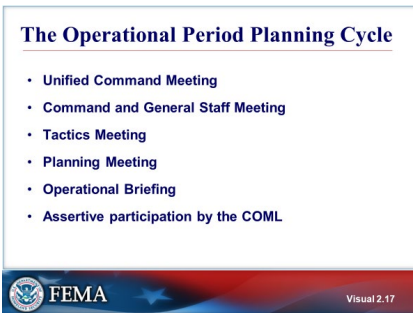 The Operational Period Planning Cycle
• Unified Command Meeting
• Command and General Staff Meeting
• Tactics Meeting
• Planning Meeting
• Operational Briefing
• Assertive participation by the COML
FEMA
Visual 2.17